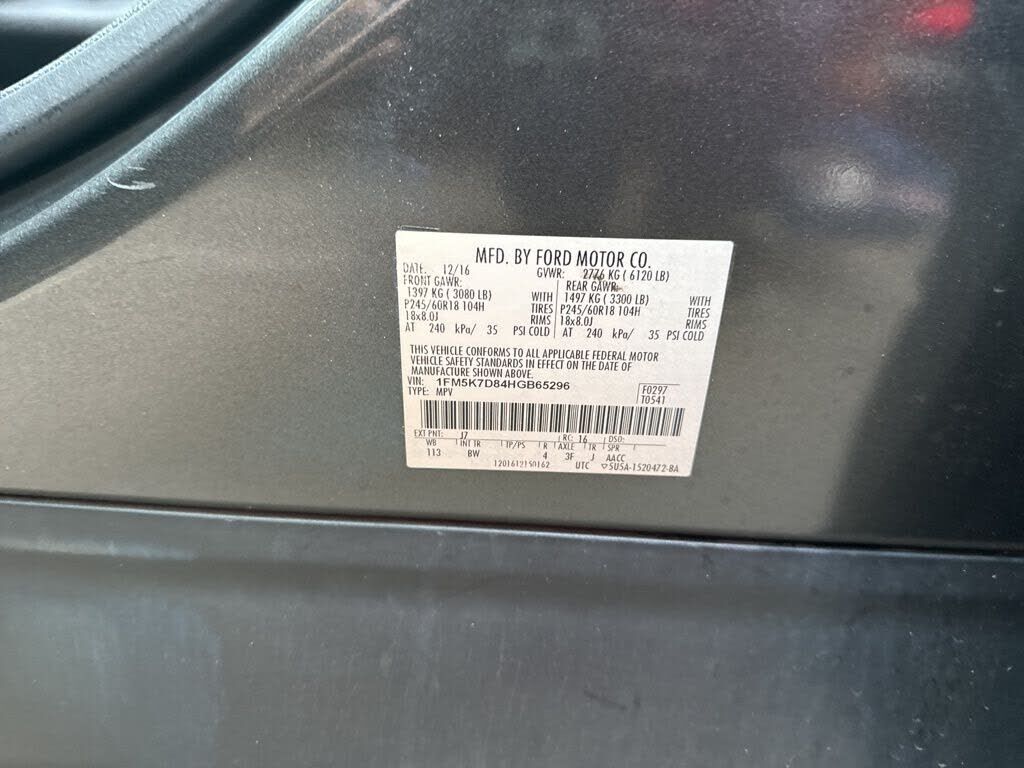 MFD. BY FORD MOTOR CO.
DATE: 12/16 GVWR: 2776 KG ( 6120 LB)
FRONT GAWR: REAR GAWR:
1397 KG ( 3080 LB) WITH 1497 KG ( 3300 LB) WITH
P245/60R18 104H TIRES P245/60R18 104H TIRES
18x8.0J RIMS 18x8.0J RIMS
AT 240 kPa/ 35 PSI COLD AT 240 kPa/ 35 PSI COLD
THIS VEHICLE CONFORMS TO ALL APPLICABLE FEDERAL MOTOR
VEHICLE SAFETY STANDARDS IN EFFECT ON THE DATE OF
MANUFACTURE SHOWN ABOVE.
VIN: 1FM5K7D84HGB65296 F0297
TYPE: MPV T0541
EXT PNT: J7 RC: 16 DSO:
WB INT TR TP/PS R AXLE TR SPR
113 BW 4 3F J AACC
12016121S0162 UTC ▽5U5A-1520472-BA